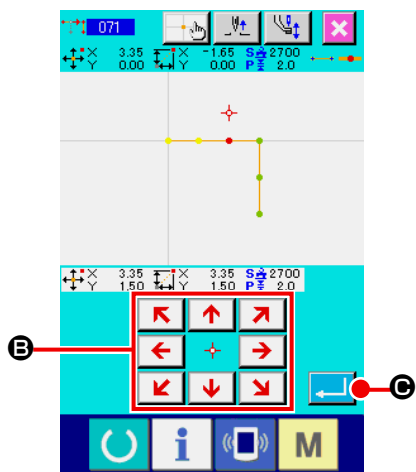 071
X 3.35 X -1.65 S 2700
Y 0.00 Y 0.00 P 2.0
X 3.35 X 3.35 S 2700
Y 1.50 Y 1.50 P 2.0
B
C
i M